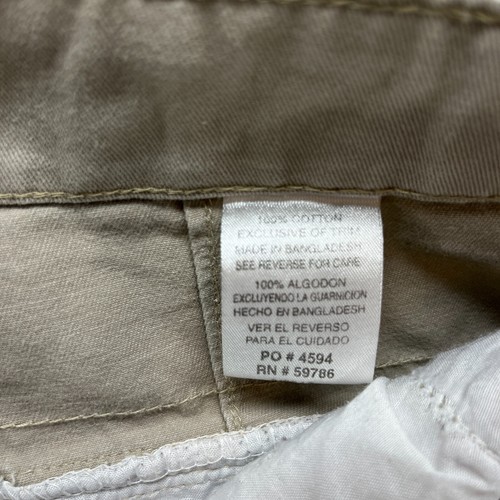 100% COTTON
EXCLUSIVE OF TRIM
MADE IN BANGLADESH
SEE REVERSE FOR CARE
100% ALGODON
EXCLUYENDO LA GUARNICION
HECHO EN BANGLADESH
VER EL REVERSO
PARA EL CUIDADO
PO # 4594
RN # 59786